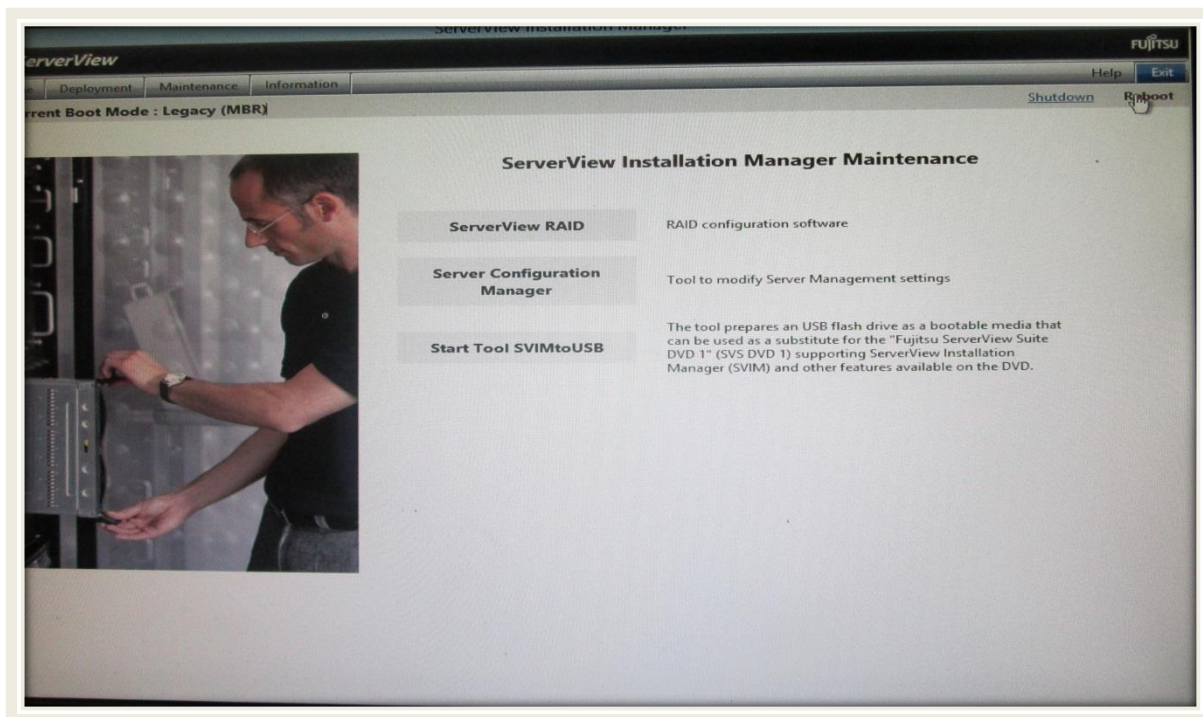 ServerView Installation Manager
FUJITSU
erverView
Help Exit
e Deployment Maintenance Information
Shutdown Reboot
rrent Boot Mode : Legacy (MBR)
ServerView Installation Manager Maintenance
ServerView RAID
RAID configuration software
Server Configuration
Manager
Tool to modify Server Management settings
Start Tool SVIMtoUSB
The tool prepares an USB flash drive as a bootable media that
can be used as a substitute for the "Fujitsu ServerView Suite
DVD 1" (SVS DVD 1) supporting ServerView Installation
Manager (SVIM) and other features available on the DVD.